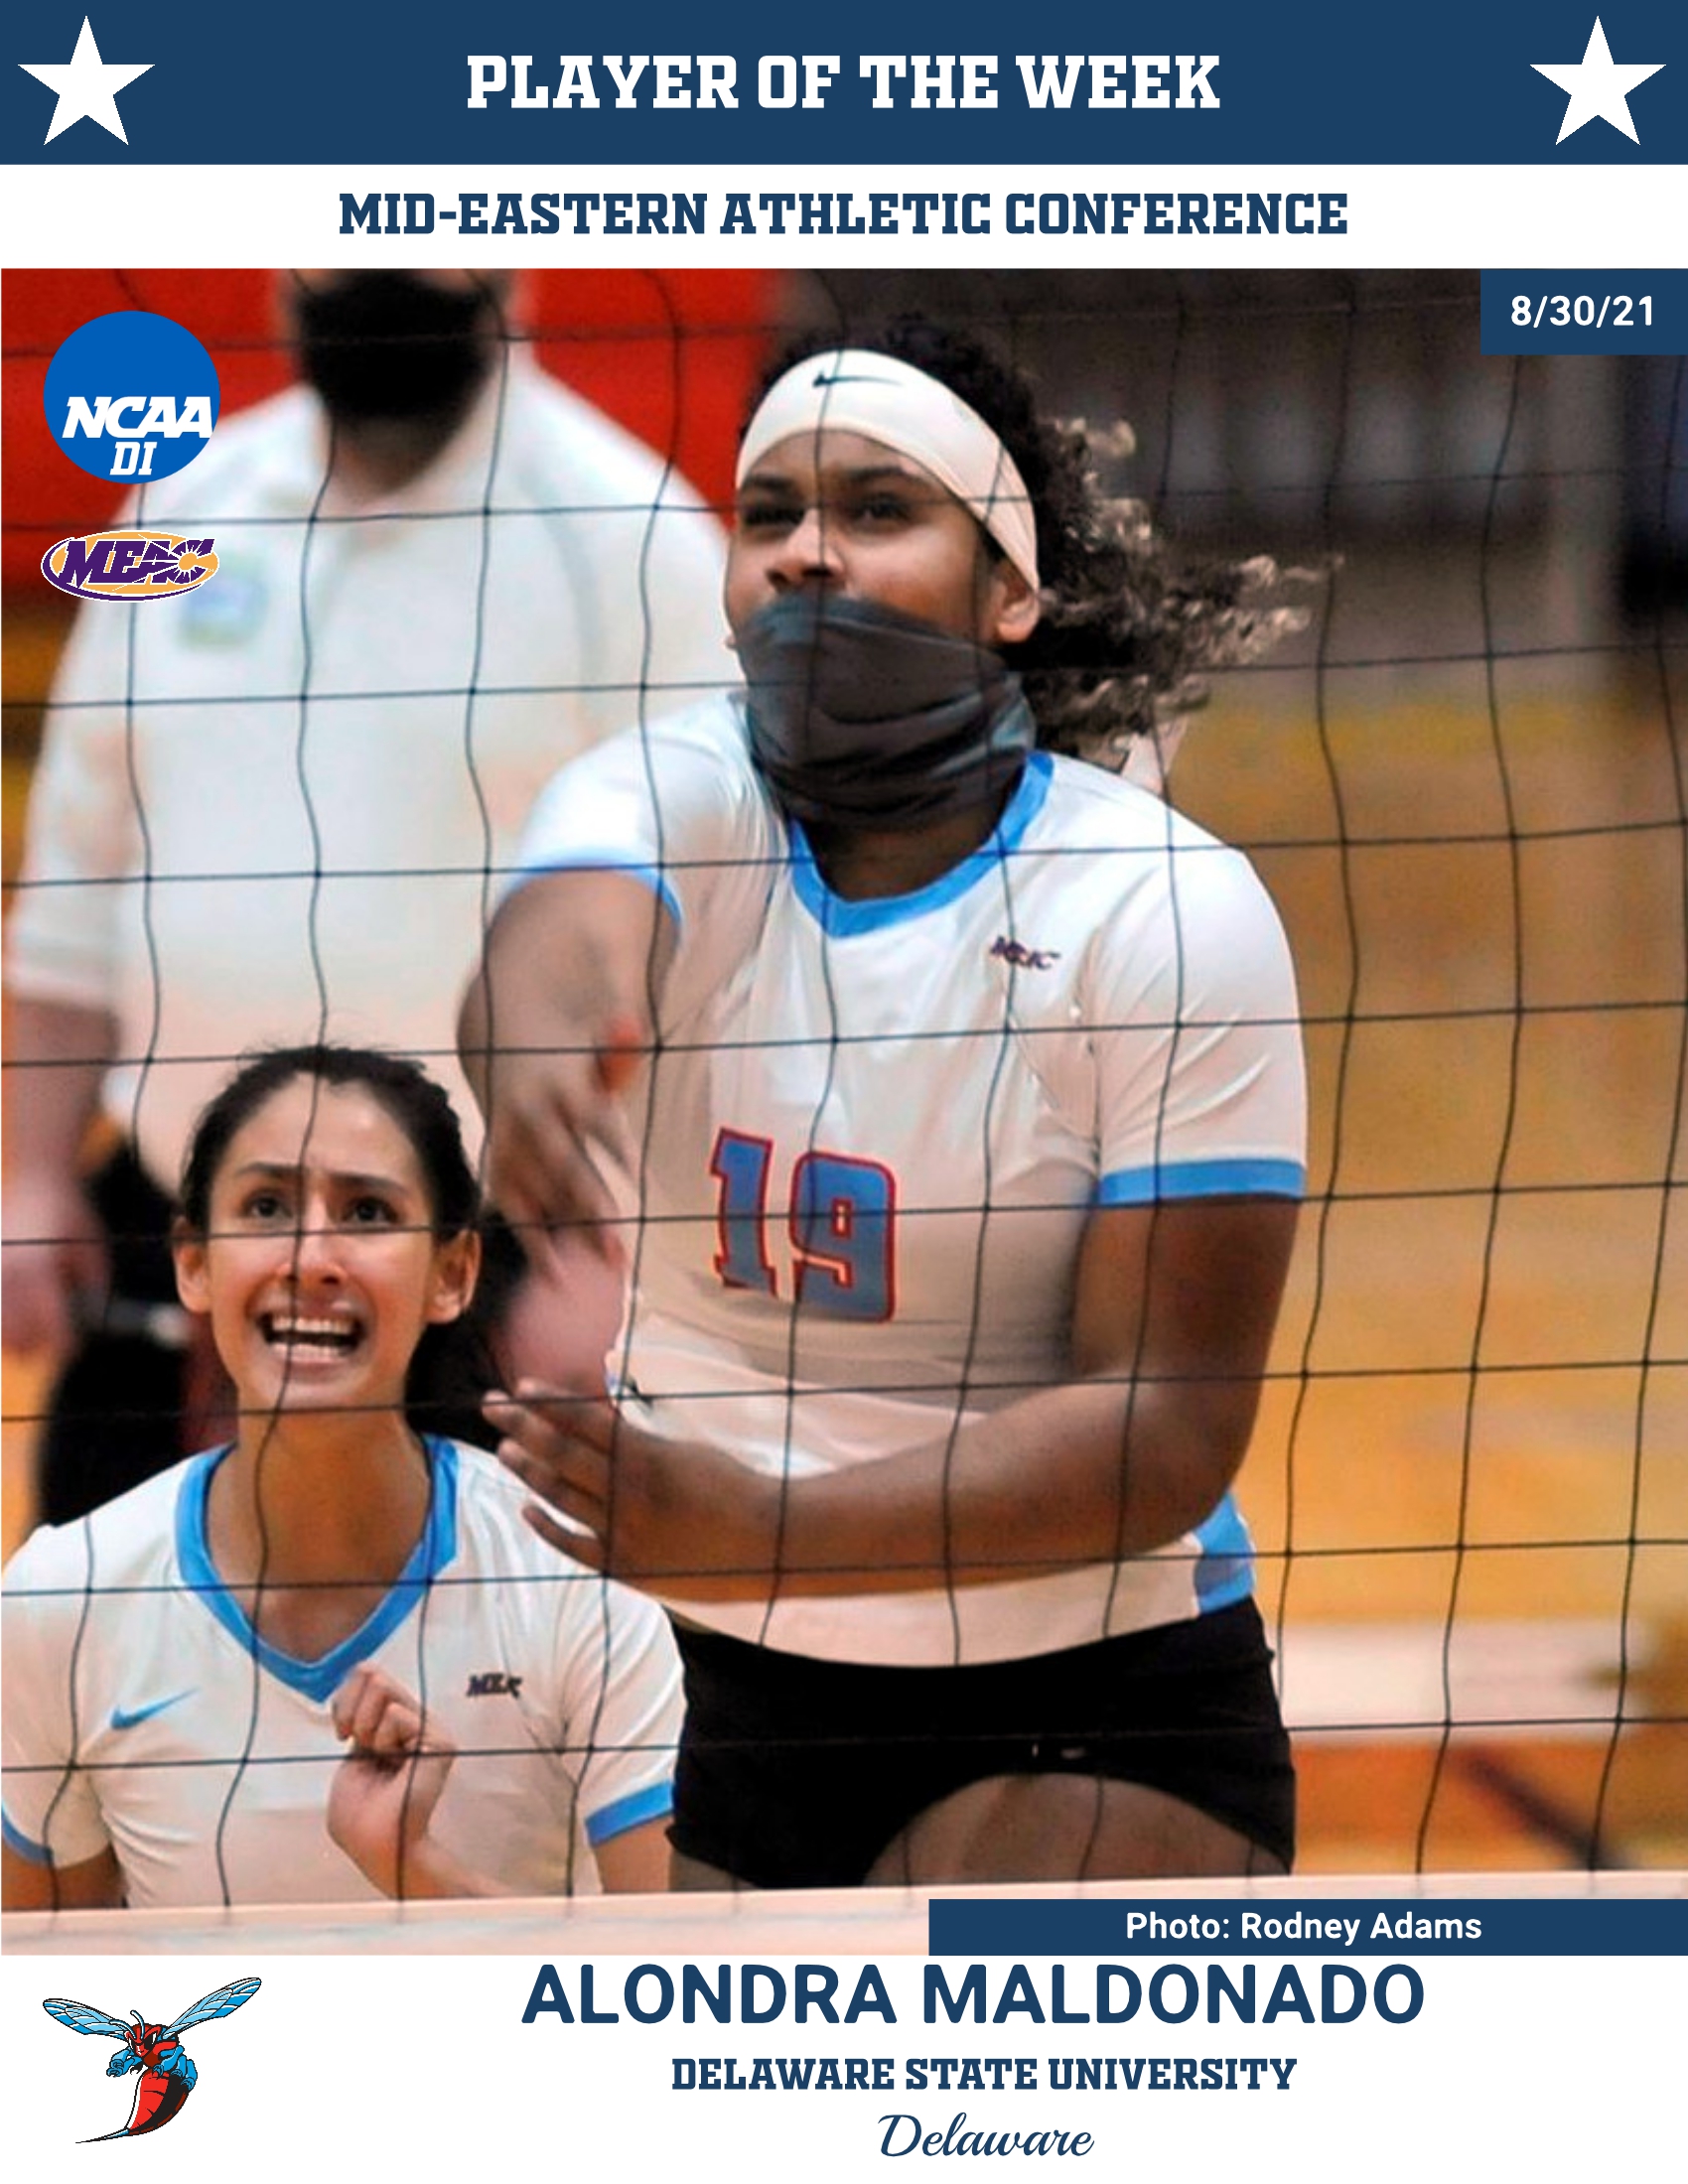 PLAYER OF THE WEEK
MID-EASTERN ATHLETIC CONFERENCE
8/30/21
NCAA
DI
MEAC
MEAC
19
Photo: Rodney Adams
ALONDRA MALDONADO
DELAWARE STATE UNIVERSITY
Delaware